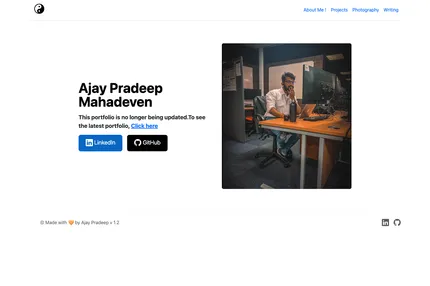 About Me !
Projects
Photography
Writing
Ajay Pradeep
Mahadeven
This portfolio is no longer being updated.To see
the latest portfolio, Click here
LinkedIn
GitHub
© Made with 🧡 by Ajay Pradeep v 1.2